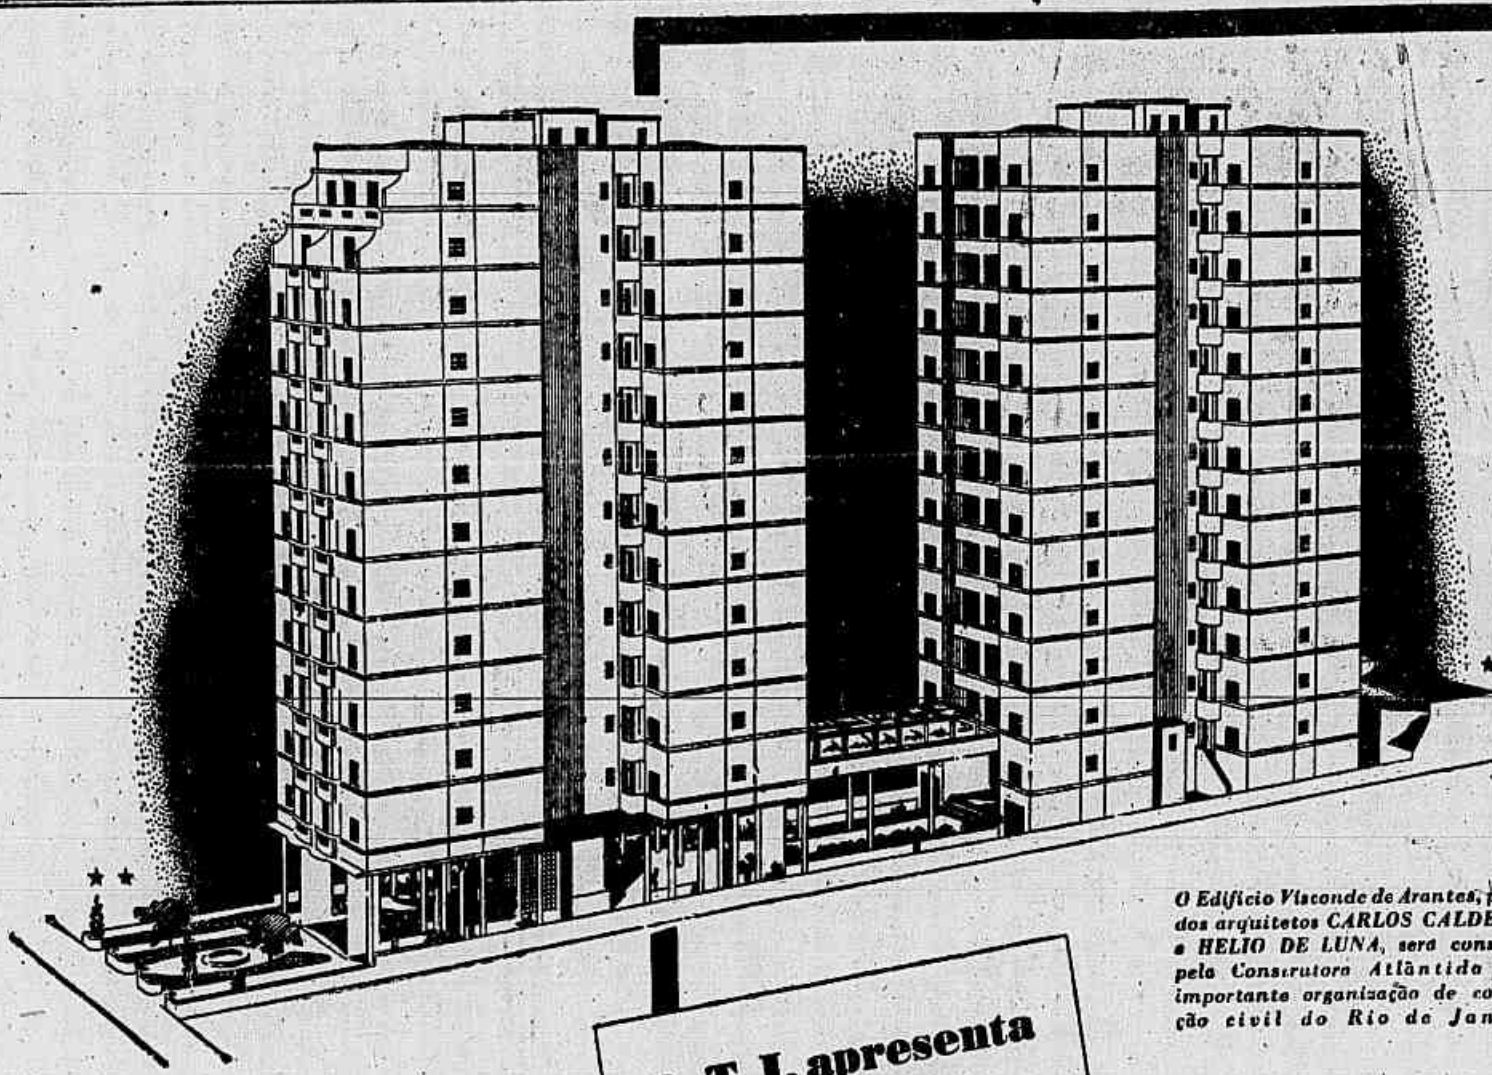 O Edifício Visconde de Arantes,
dos arquitetos CARLOS CALDE
e HELIO DE LUNA, será cons
pela Construtora Atlântida
importante organização de co
ção civil do Rio de Jan
T. I. apresenta